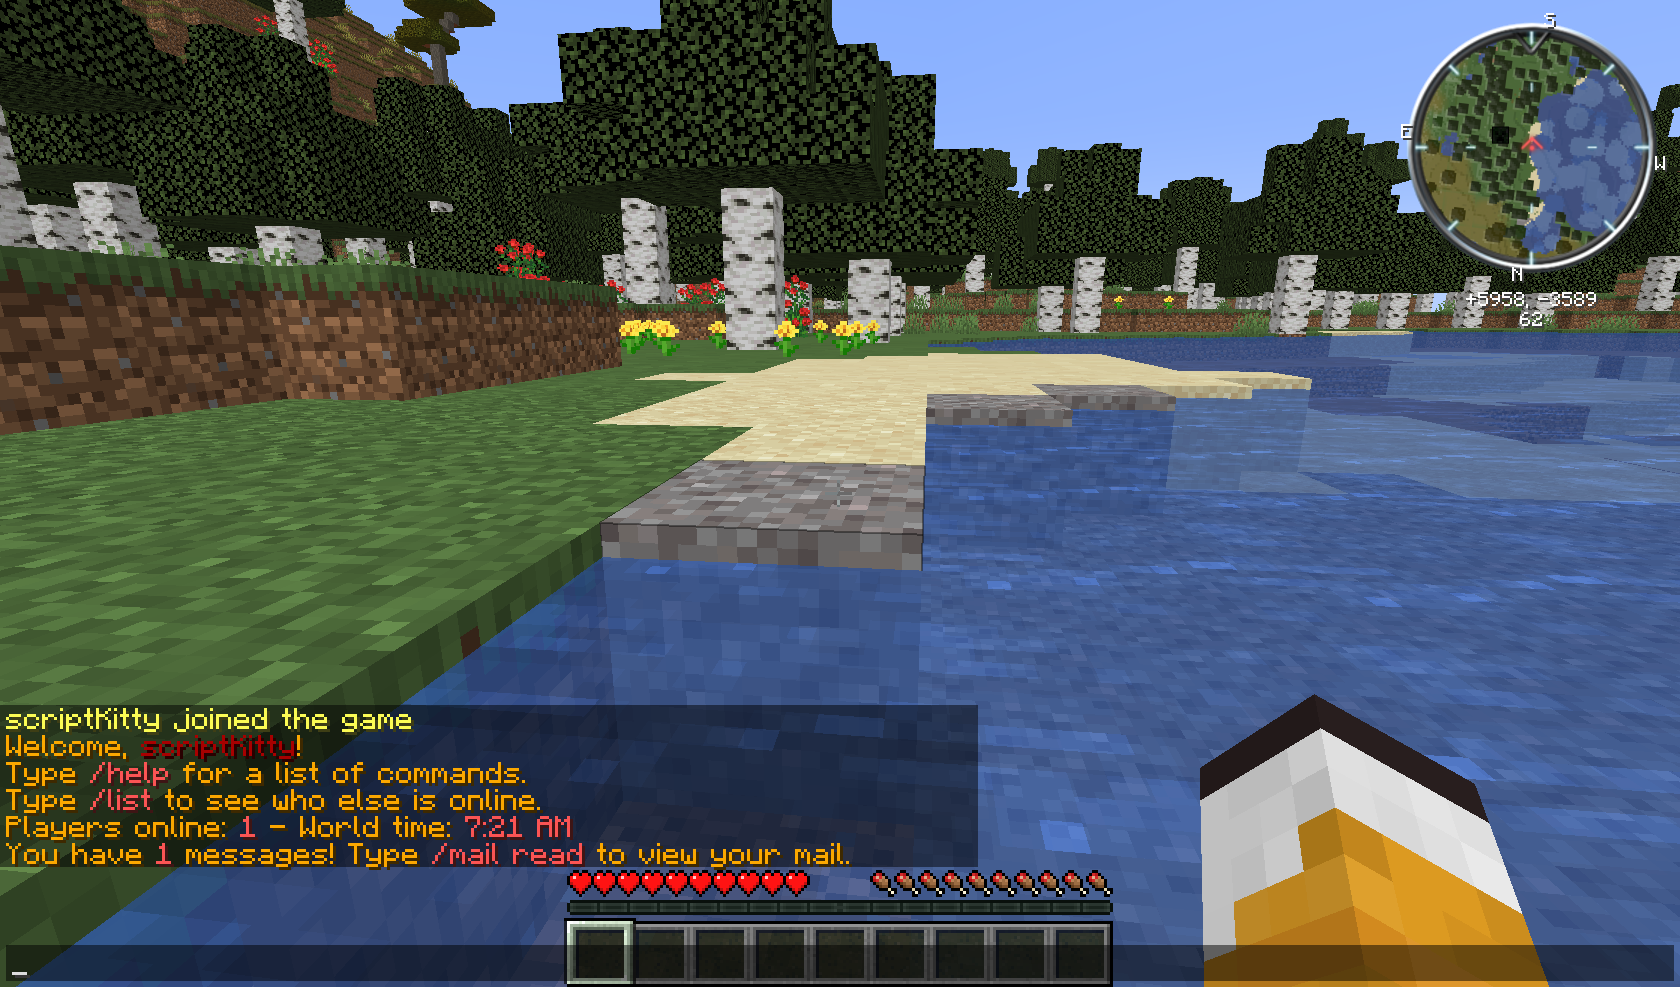 S
E
W
N
+5958, -3589
62
scriptKitty joined the game
Welcome, scriptKitty!
Type /help for a list of commands.
Type /list to see who else is online.
Players online: 1 - World time: 7:21 AM
You have 1 messages! Type /mail read to view your mail.
_